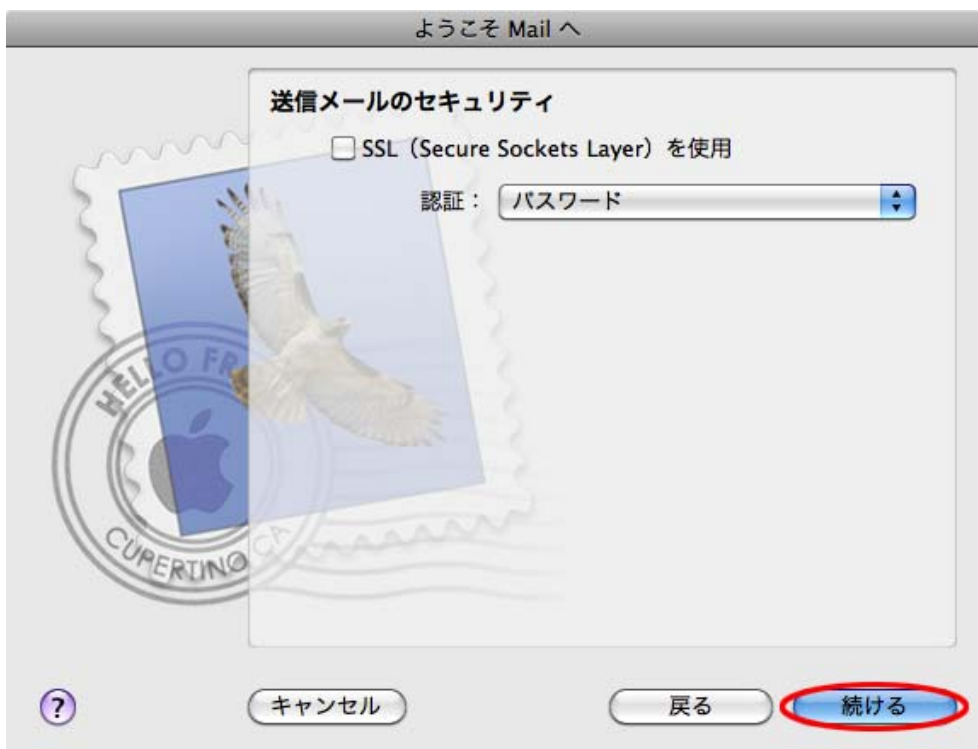 ようこそ Mail へ
送信メールのセキュリティ
SSL（Secure Sockets Layer）を使用
認証： パスワード
HELLO FR
CUPERTINO CA
? キャンセル 戻る 続ける